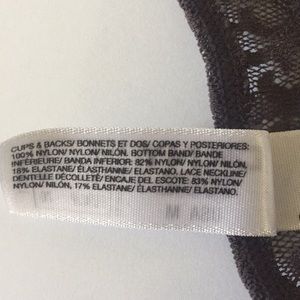 CUPS & BACKS/ BONNETS ET DOS/ COPAS Y POSTERIORES:
100% NYLON/ NYLON/ NILÓN. BOTTOM BAND/ BANDE
INFÉRIEURE/ BANDA INFERIOR: 82% NYLON/ NYLON/ NILÓN,
18% ELASTANE/ ÉLASTHANNE/ ELASTANO. LACE NECKLINE/
DENTELLE DÉCOLLETÉ/ ENCAJE DEL ESCOTE: 83% NYLON/
NYLON/ NILÓN, 17% ELASTANE/ ÉLASTHANNE/ ELASTANO.